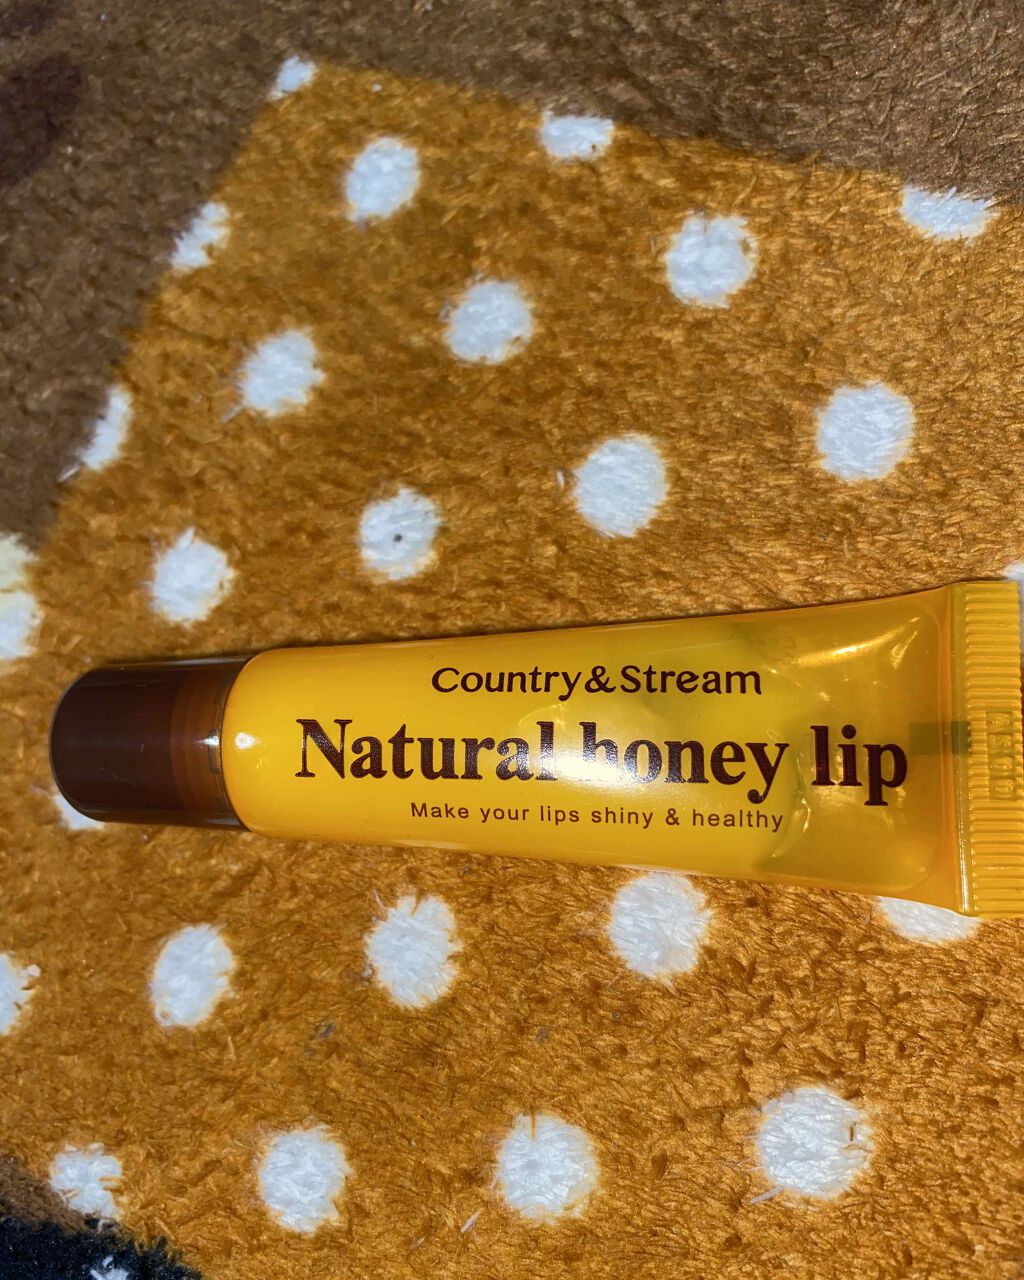 Country&Stream
Natural honey lip
Make your lips shiny & healthy